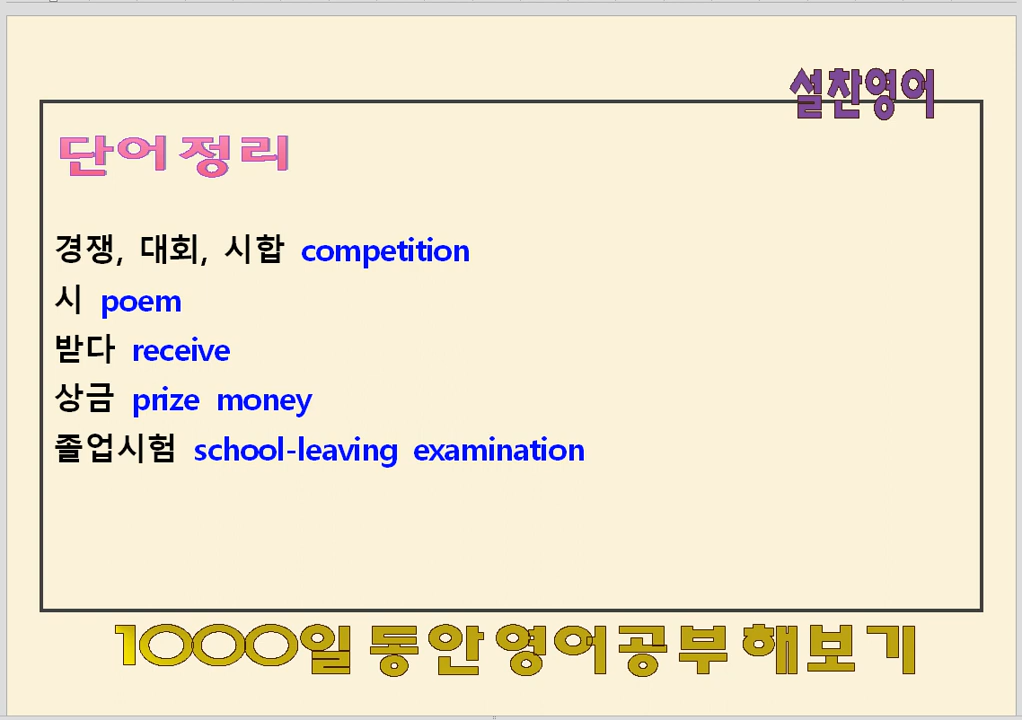 설찬영어
단어 정리
경쟁, 대회, 시합 competition
시 poem
받다 receive
상금 prize money
졸업시험 school-leaving examination
1000일 동안 영어공부 해보기